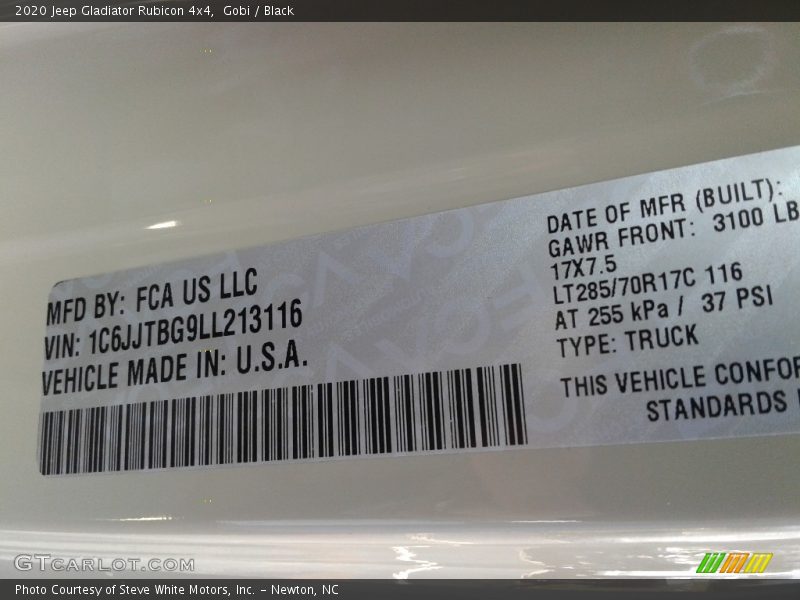 2020 Jeep Gladiator Rubicon 4x4,  Gobi / Black
MFD BY: FCA US LLC
VIN: 1C6JJTBG9LL213116
VEHICLE MADE IN: U.S.A.
DATE OF MFR (BUILT):
GAWR FRONT: 3100 LB
17X7.5
LT285/70R17C 116
AT 255 kPa / 37 PSI
TYPE: TRUCK
THIS VEHICLE CONFOR
STANDARDS
GTCARLOT.COM
Photo Courtesy of Steve White Motors, Inc. – Newton, NC